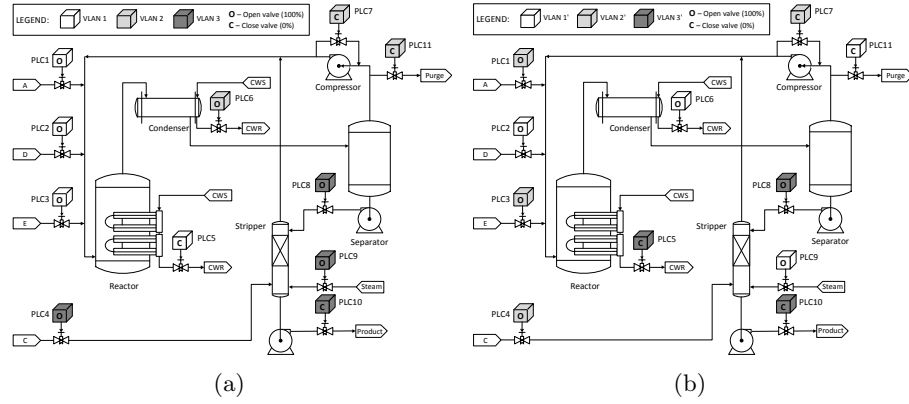 LEGEND:
VLAN 1
VLAN 2
VLAN 3
O – Open valve (100%)
C – Close valve (0%)
PLC7
C
PLC11
C
Purge
Compressor
PLC1
O
A
CWS
PLC6
O
Condenser
CWR
PLC2
O
D
PLC3
O
E
PLC8
O
CWS
Separator
Stripper
PLC5
C
CWR
Reactor
PLC9
O
Steam
PLC4
O
C
PLC10
C
Product
(a)
LEGEND:
VLAN 1'
VLAN 2'
VLAN 3'
O – Open valve (100%)
C – Close valve (0%)
PLC7
C
PLC11
C
Purge
Compressor
PLC1
O
A
CWS
PLC6
O
Condenser
CWR
PLC2
O
D
PLC3
O
E
PLC8
O
CWS
Separator
Stripper
PLC5
C
CWR
Reactor
PLC9
O
Steam
PLC4
O
C
PLC10
C
Product
(b)